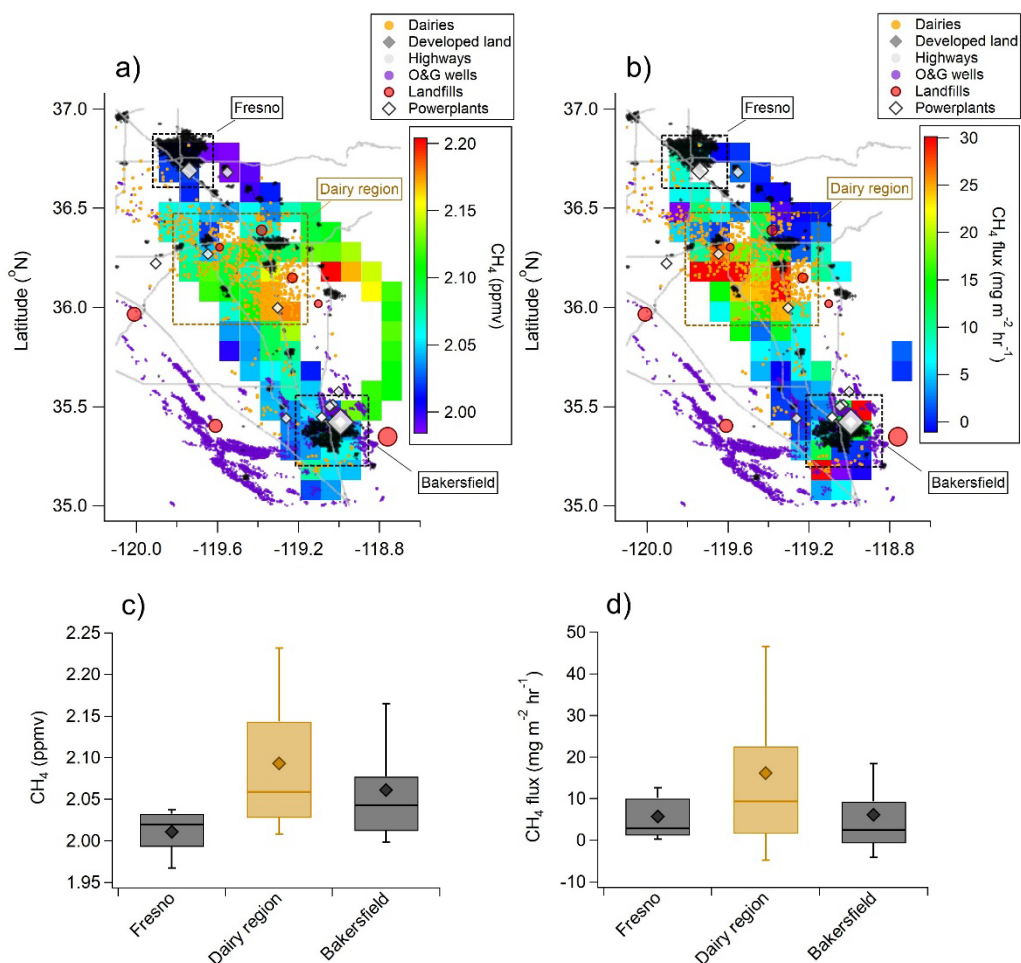 Dairies
Developed land
Highways
O&G wells
Landfills
Powerplants
a)
Fresno
Dairy region
Bakersfield
37.0
36.5
36.0
35.5
35.0
Latitude (°N)
-120.0 -119.6 -119.2 -118.8
2.20
2.15
2.10
2.05
2.00
CH₄ (ppmv)
Dairies
Developed land
Highways
O&G wells
Landfills
Powerplants
b)
Fresno
Dairy region
Bakersfield
37.0
36.5
36.0
35.5
35.0
Latitude (°N)
-120.0 -119.6 -119.2 -118.8
30
25
20
15
10
5
0
CH₄ flux (mg m⁻² hr⁻¹)
c)
2.25
2.20
2.15
2.10
2.05
2.00
1.95
CH₄ (ppmv)
Fresno
Dairy region
Bakersfield
d)
50
40
30
20
10
0
-10
CH₄ flux (mg m⁻² hr⁻¹)
Fresno
Dairy region
Bakersfield